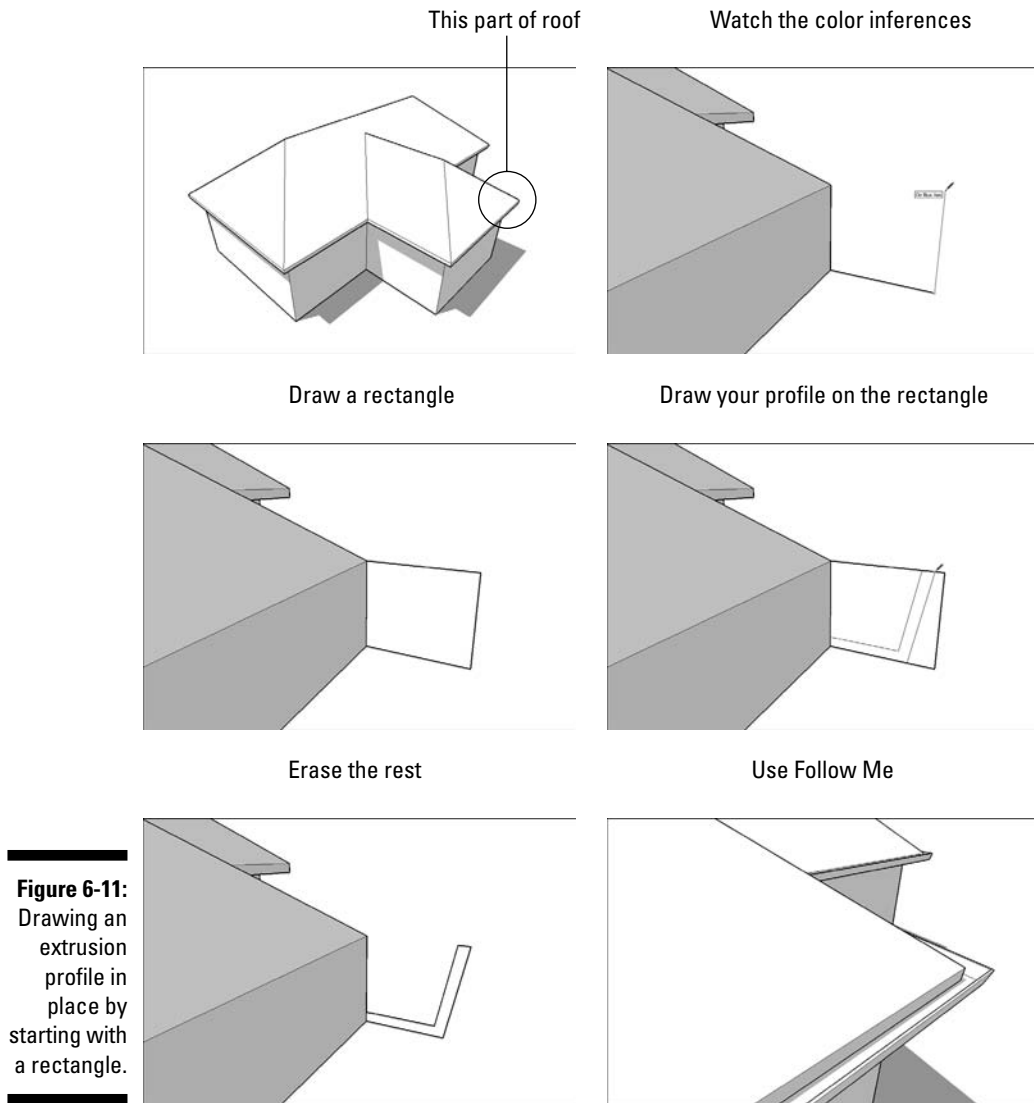 This part of roof
Watch the color inferences
Draw a rectangle
Draw your profile on the rectangle
Erase the rest
Use Follow Me
Figure 6-11:
Drawing an
extrusion
profile in
place by
starting with
a rectangle.